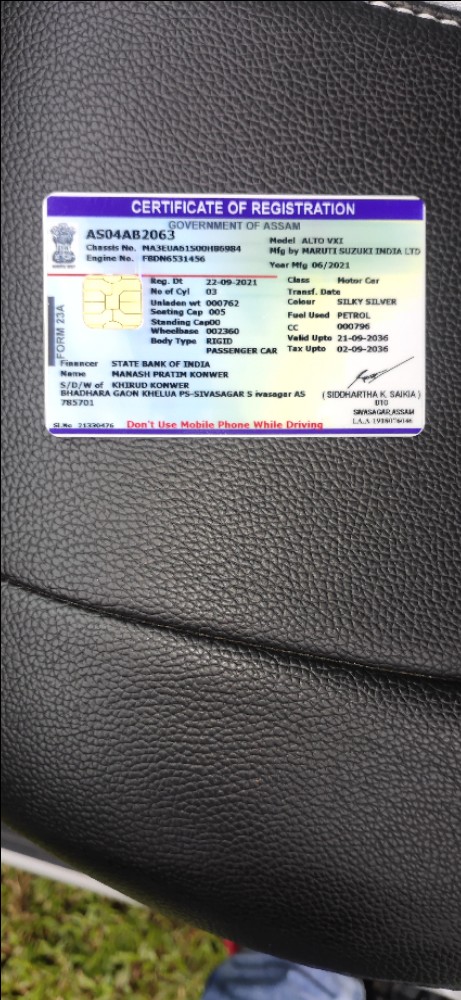 CERTIFICATE OF REGISTRATION
GOVERNMENT OF ASSAM
AS04AB2063
Chassis No. MA3EUA61S00H86984
Engine No. F8DN6531456
Model ALTO VXI
Mfg by MARUTI SUZUKI INDIA LTD
Year Mfg 06/2021
FORM 23A
Reg. Dt 22-09-2021
No of Cyl 03
Unladen wt 000762
Seating Cap 005
Standing Cap00
Wheelbase 002360
Body Type RIGID
PASSENGER CAR
Class Motor Car
Transf. Date
Colour SILKY SILVER
Fuel Used PETROL
CC 000796
Valid Upto 21-09-2036
Tax Upto 02-09-2036
Financer STATE BANK OF INDIA
Name MANASH PRATIM KONWER
S/D/W of KHIRUD KONWER
BHADHARA GAON KHELUA PS-SIVASAGAR S ivasagar AS
785701
( SIDDHARTHA K. SAIKIA )
DTO
SIVASAGAR,ASSAM
Sl.No 21330476 Don't Use Mobile Phone While Driving